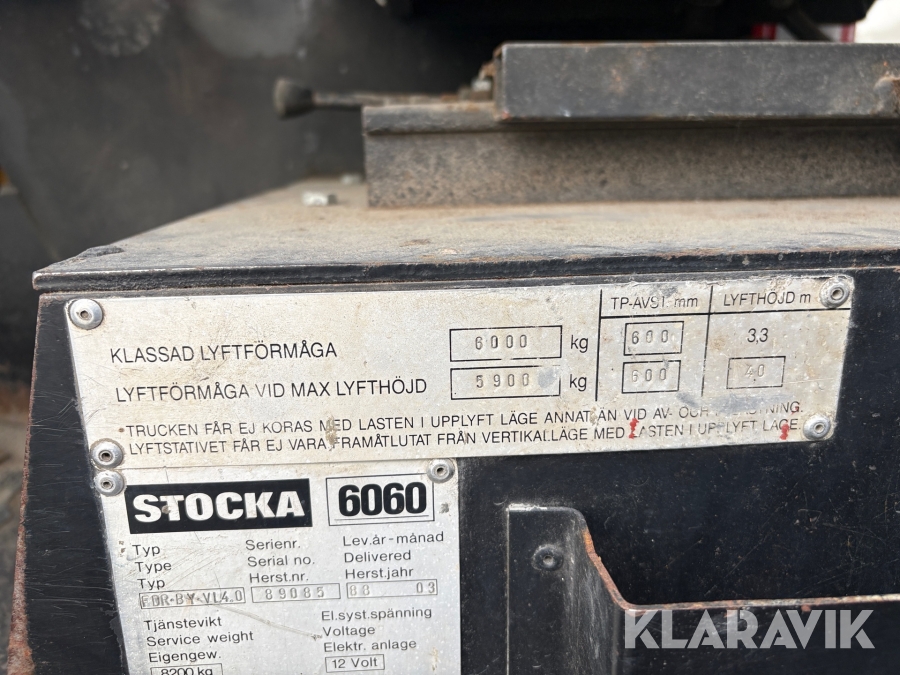 TP-AVST. mm LYFTHÖJD m
KLASSAD LYFTFÖRMÅGA 6000 kg 600 3,3
LYFTFÖRMÅGA VID MAX LYFTHÖJD 5900 kg 600 40
TRUCKEN FÅR EJ KÖRAS MED LASTEN I UPPLYFT LÄGE ANNAT ÄN VID AV- OCH
LYFTSTATIVET FÅR EJ VARA FRAMÅTLUTAT FRÅN VERTIKALLÄGE MED LASTEN I UPPLYFT LÄGE.
STOCKA 6060
Typ Serienr. Lev.år-månad
Type Serial no. Delivered
Typ Herst.nr. Herst.jahr
FDR-BY-VL4.0 89085 88 03
Tjänstevikt El.syst.spänning
Service weight Voltage
Eigengew. Elektr. anlage
8200 kg 12 Volt
KLARAVIK
KLARAVIK